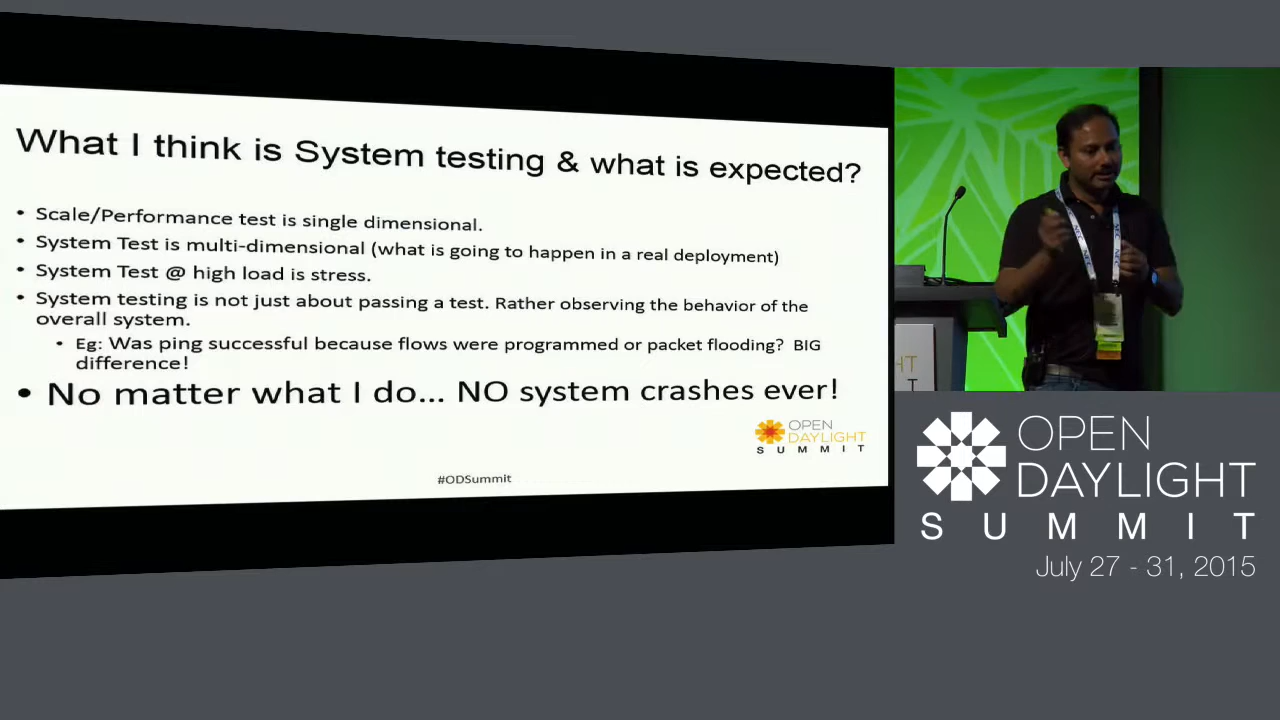 What I think is System testing & what is expected?
• Scale/Performance test is single dimensional.
• System Test is multi-dimensional (what is going to happen in a real deployment)
• System Test @ high load is stress.
• System testing is not just about passing a test. Rather observing the behavior of the
overall system.
• Eg: Was ping successful because flows were programmed or packet flooding? BIG
difference!
• No matter what I do... NO system crashes ever!
OPEN
DAYLIGHT
SUMMIT
#ODSummit
NEC
NEC
OPEN
DAYLIGHT
SUMMIT
July 27 - 31, 2015